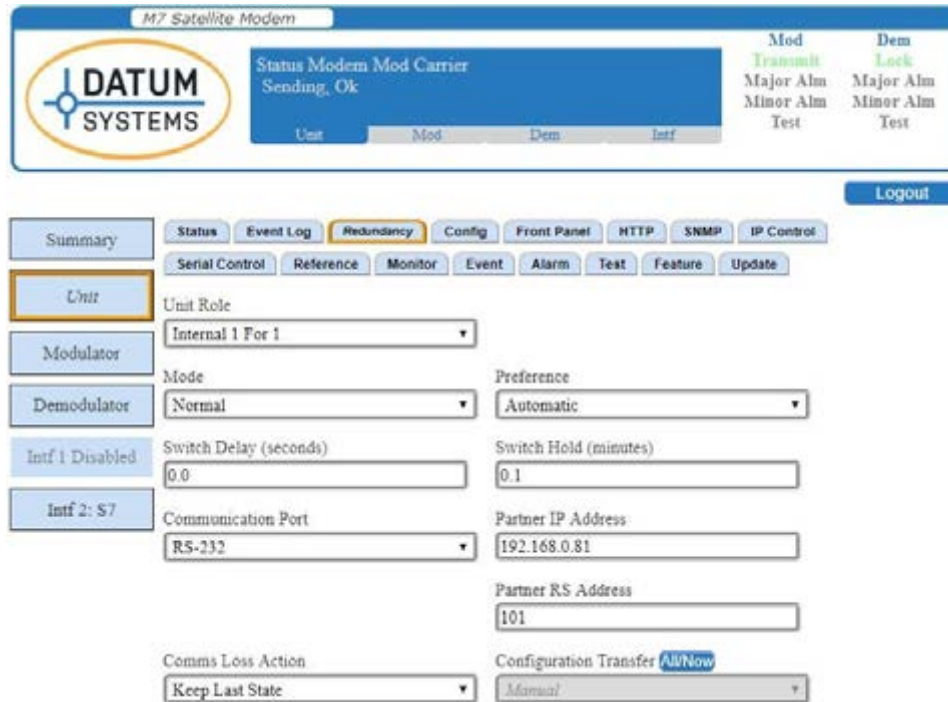 M7 Satellite Modem
DATUM
SYSTEMS
Status Modem Mod Carrier
Sending, Ok
Unit Mod Dem Intf
Mod Dem
Transmit Lock
Major Alm Major Alm
Minor Alm Minor Alm
Test Test
Logout
Summary
Unit
Modulator
Demodulator
Intf 1 Disabled
Intf 2: S7
Status Event Log Redundancy Config Front Panel HTTP SNMP IP Control
Serial Control Reference Monitor Event Alarm Test Feature Update
Unit Role
Internal 1 For 1
Mode Preference
Normal Automatic
Switch Delay (seconds) Switch Hold (minutes)
0.0 0.1
Communication Port Partner IP Address
RS-232 192.168.0.81
Partner RS Address
101
Comms Loss Action Configuration Transfer All/Now
Keep Last State Manual